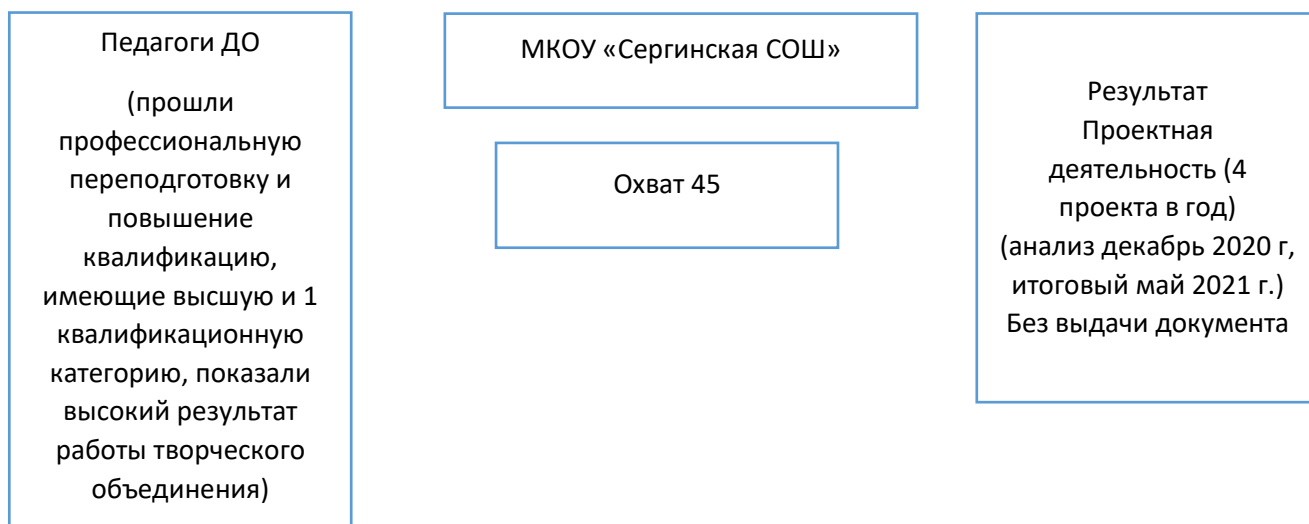 Педагоги ДО
(прошли
профессиональную
переподготовку и
повышение
квалификацию,
имеющие высшую и 1
квалификационную
категорию, показали
высокий результат
работы творческого
объединения)
МКОУ «Сергинская СОШ»
Охват 45
Результат
Проектная
деятельность (4
проекта в год)
(анализ декабрь 2020 г,
итоговый май 2021 г.)
Без выдачи документа